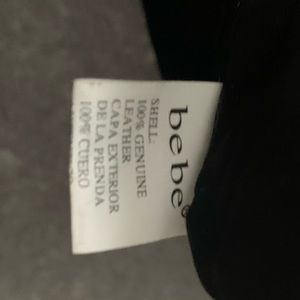 bebe®
SHELL:
100% GENUINE
LEATHER
CAPA EXTERIOR
DE LA PRENDA
100% CUERO